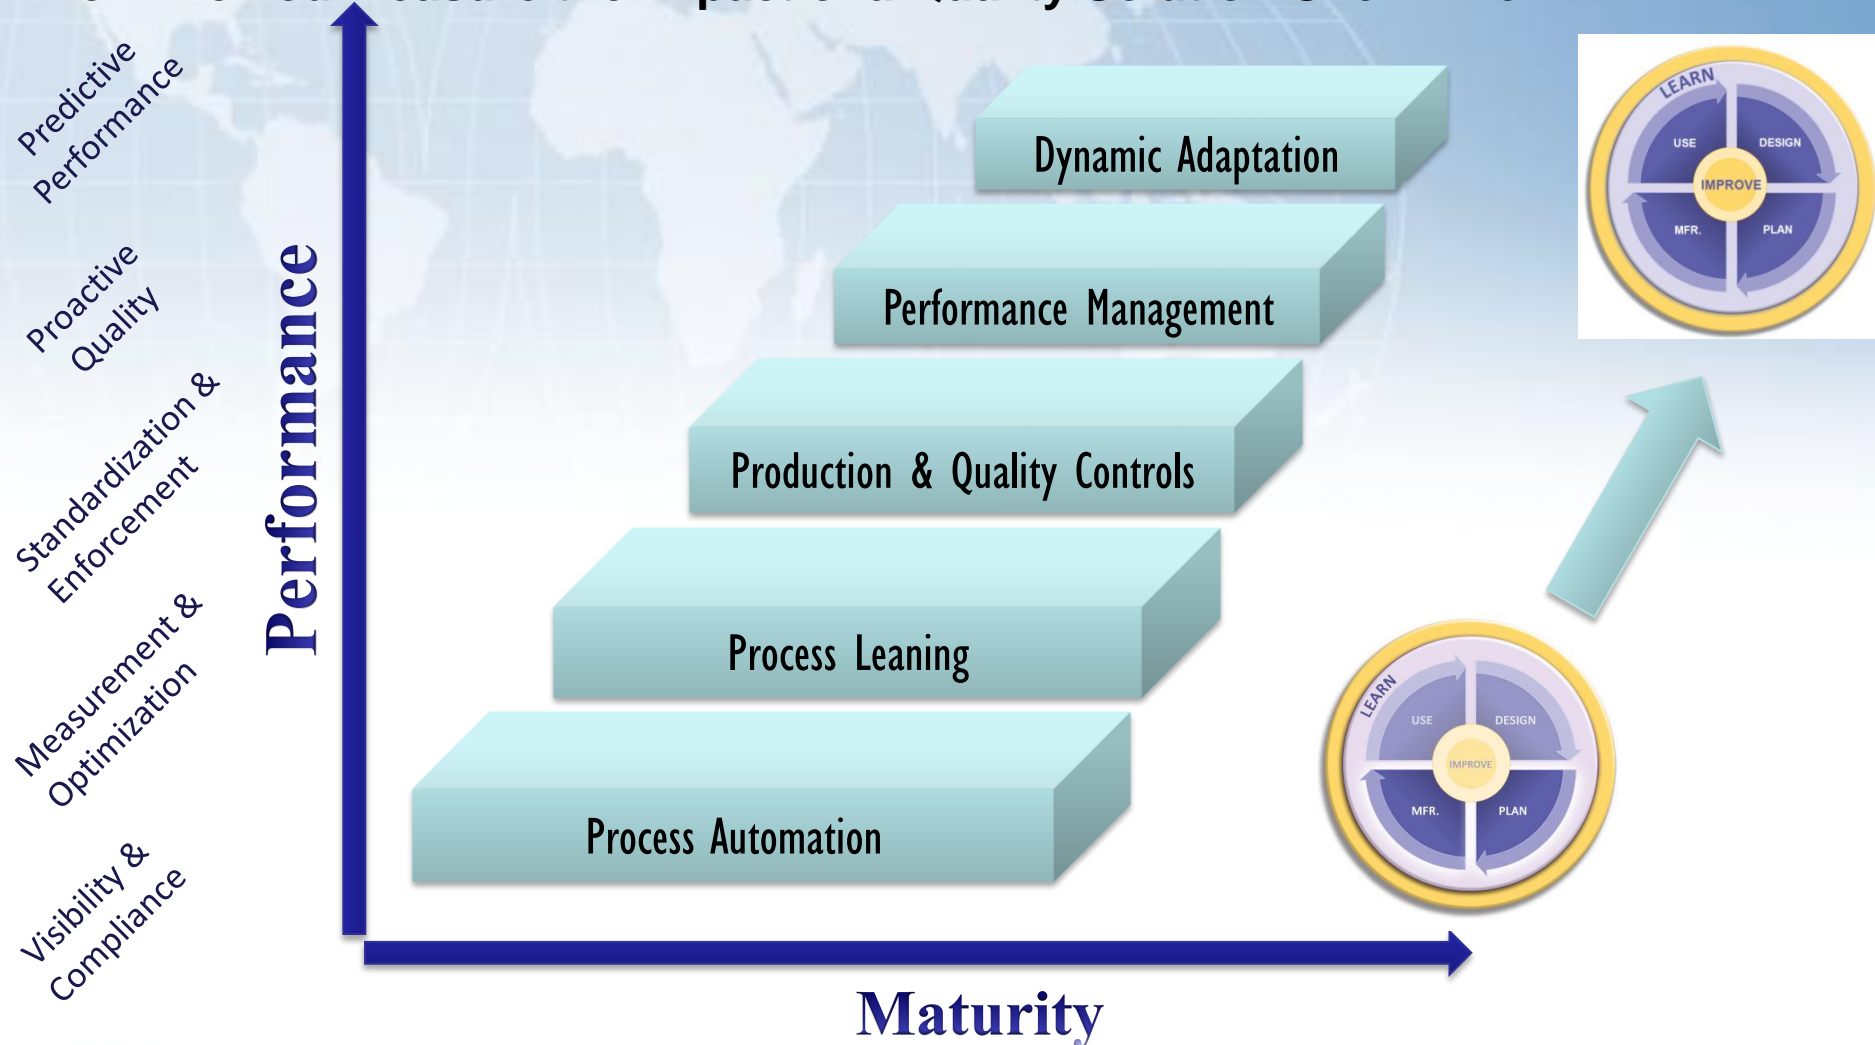 Predictive
Performance
Proactive
Quality
Standardization &
Enforcement
Measurement &
Optimization
Visibility &
Compliance
Performance
Dynamic Adaptation
Performance Management
Production & Quality Controls
Process Leaning
Process Automation
Maturity
LEARN
USE
DESIGN
IMPROVE
MFR.
PLAN
LEARN
USE
DESIGN
IMPROVE
MFR.
PLAN